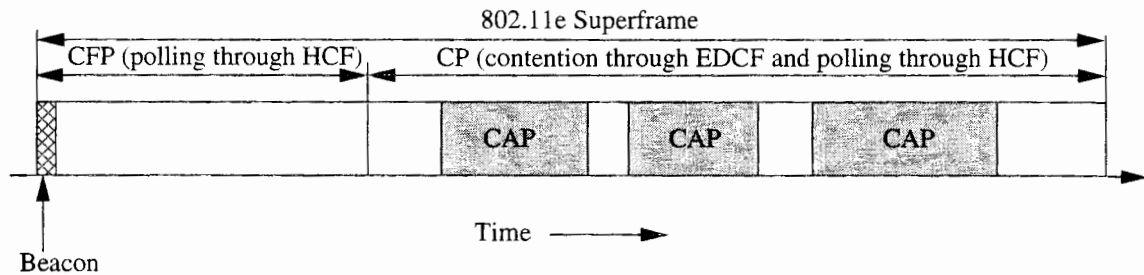 802.11e Superframe
CFP (polling through HCF)
CP (contention through EDCF and polling through HCF)
CAP
CAP
CAP
Time
Beacon